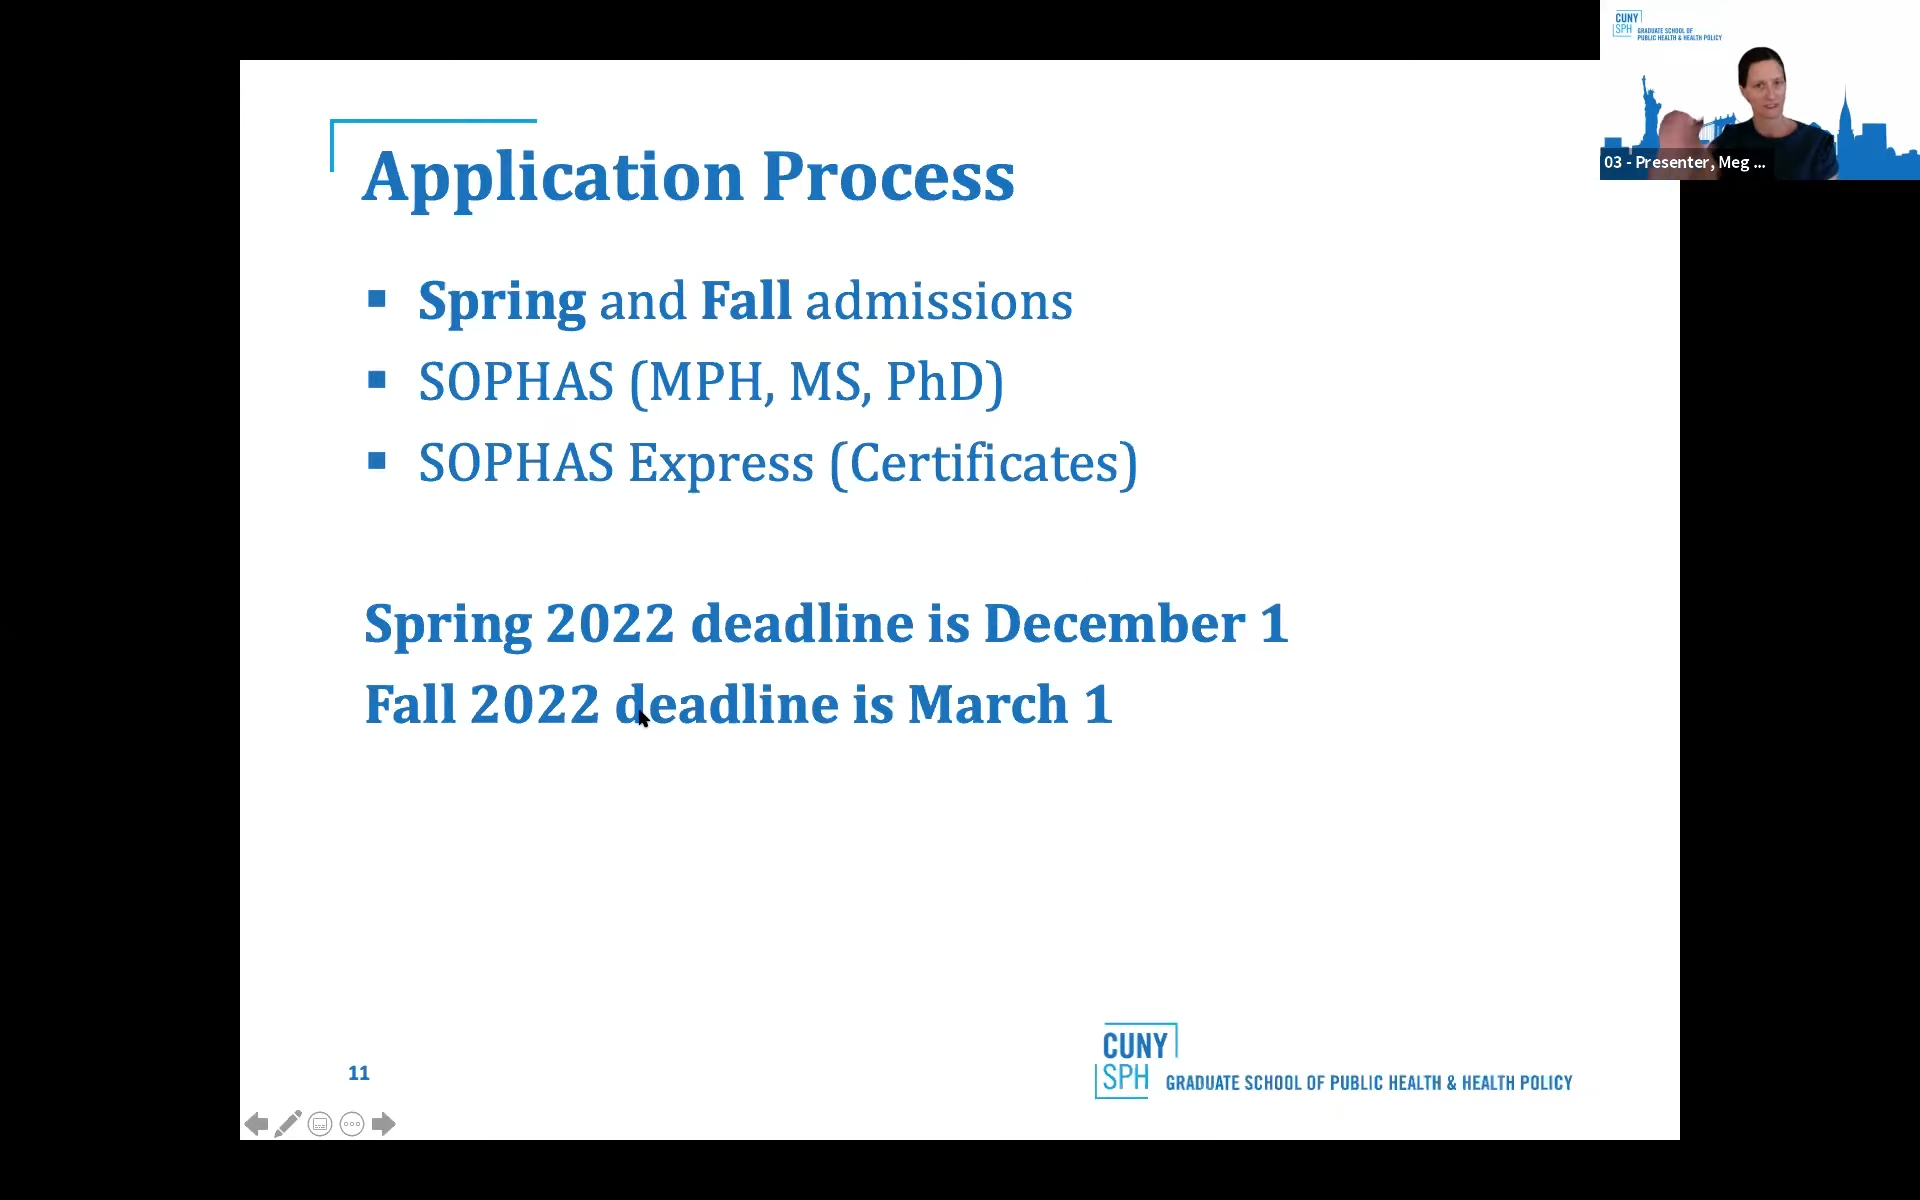 CUNY
SPH
GRADUATE SCHOOL OF
PUBLIC HEALTH & HEALTH POLICY
03 - Presenter, Meg ...
Application Process
▪ Spring and Fall admissions
▪ SOPHAS (MPH, MS, PhD)
▪ SOPHAS Express (Certificates)
Spring 2022 deadline is December 1
Fall 2022 deadline is March 1
11
CUNY
SPH
GRADUATE SCHOOL OF PUBLIC HEALTH & HEALTH POLICY